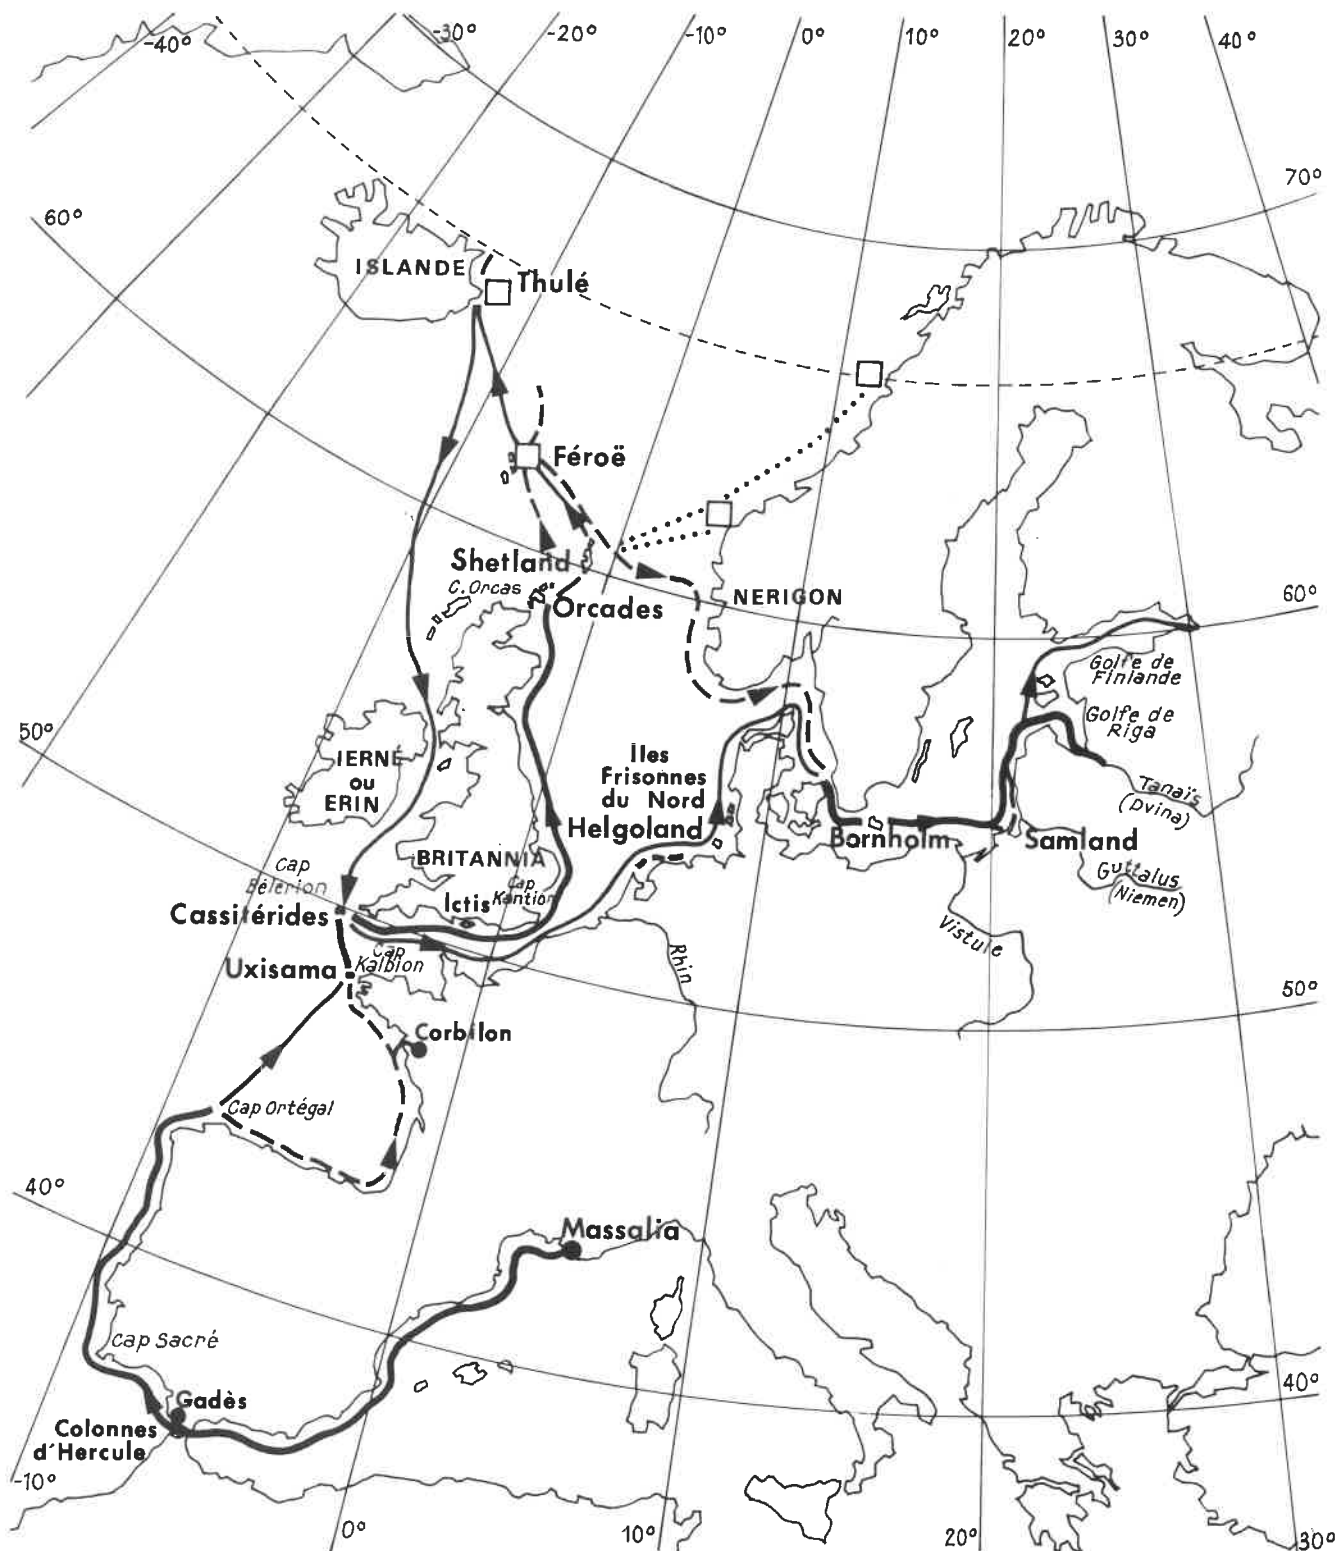 -40°
-30°
-20°
-10°
0°
10°
20°
30°
40°
70°
60°
ISLANDE
Thulé
Féroë
Shetland
C. Orcas
Orcades
NERIGON
60°
Golfe de
Finlande
Golfe de
Riga
50°
IERNÉ
ou
ERIN
Îles
Frisonnes
du Nord
Helgoland
Tanaïs
(Dvina)
Bornholm
Samland
BRITANNIA
Cap
Bélérion
Cap
Kantion
Ictis
Guttalus
(Niemen)
Cassitérides
Vistule
Cap
Kalbion
Uxisama
Rhin
50°
Corbilon
Cap Ortégal
40°
Massalia
Cap Sacré
40°
Gadès
Colonnes
d'Hercule
-10°
0°
10°
20°
30°